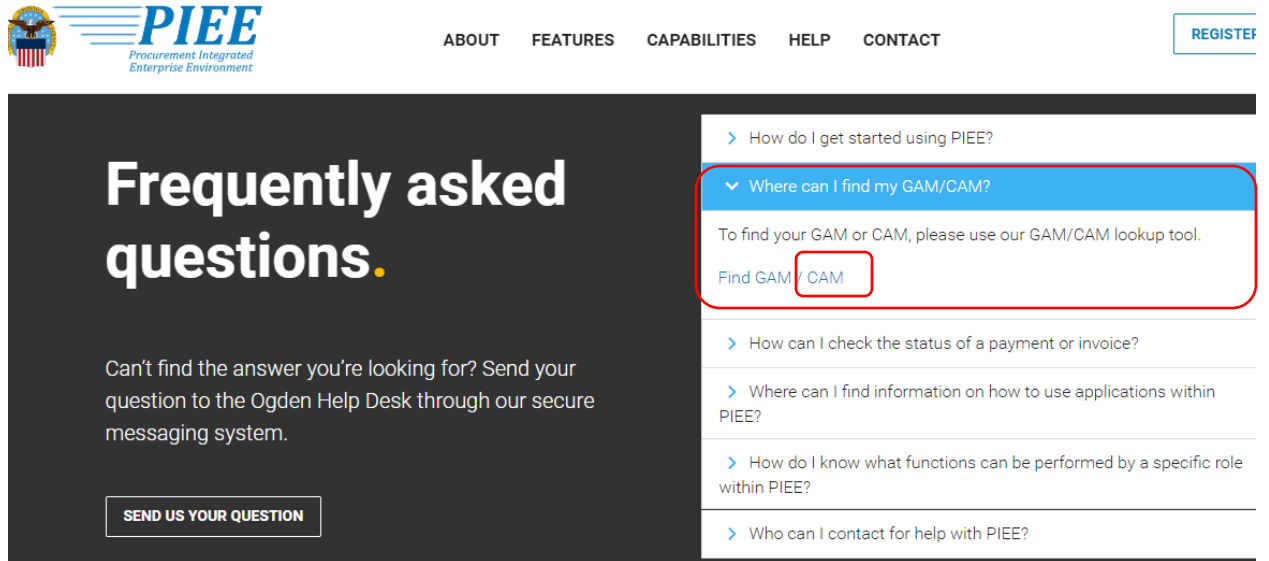 PIEE
Procurement Integrated
Enterprise Environment
ABOUT FEATURES CAPABILITIES HELP CONTACT
REGISTER
Frequently asked
questions.
Can't find the answer you're looking for? Send your
question to the Ogden Help Desk through our secure
messaging system.
SEND US YOUR QUESTION
How do I get started using PIEE?
Where can I find my GAM/CAM?
To find your GAM or CAM, please use our GAM/CAM lookup tool.
Find GAM / CAM
How can I check the status of a payment or invoice?
Where can I find information on how to use applications within
PIEE?
How do I know what functions can be performed by a specific role
within PIEE?
Who can I contact for help with PIEE?